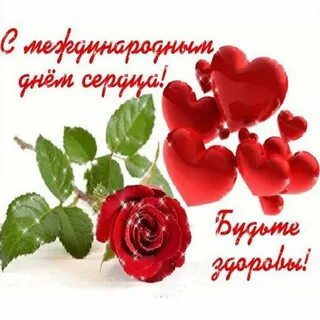 С международным
днём сердца!
Будьте
здоровы!